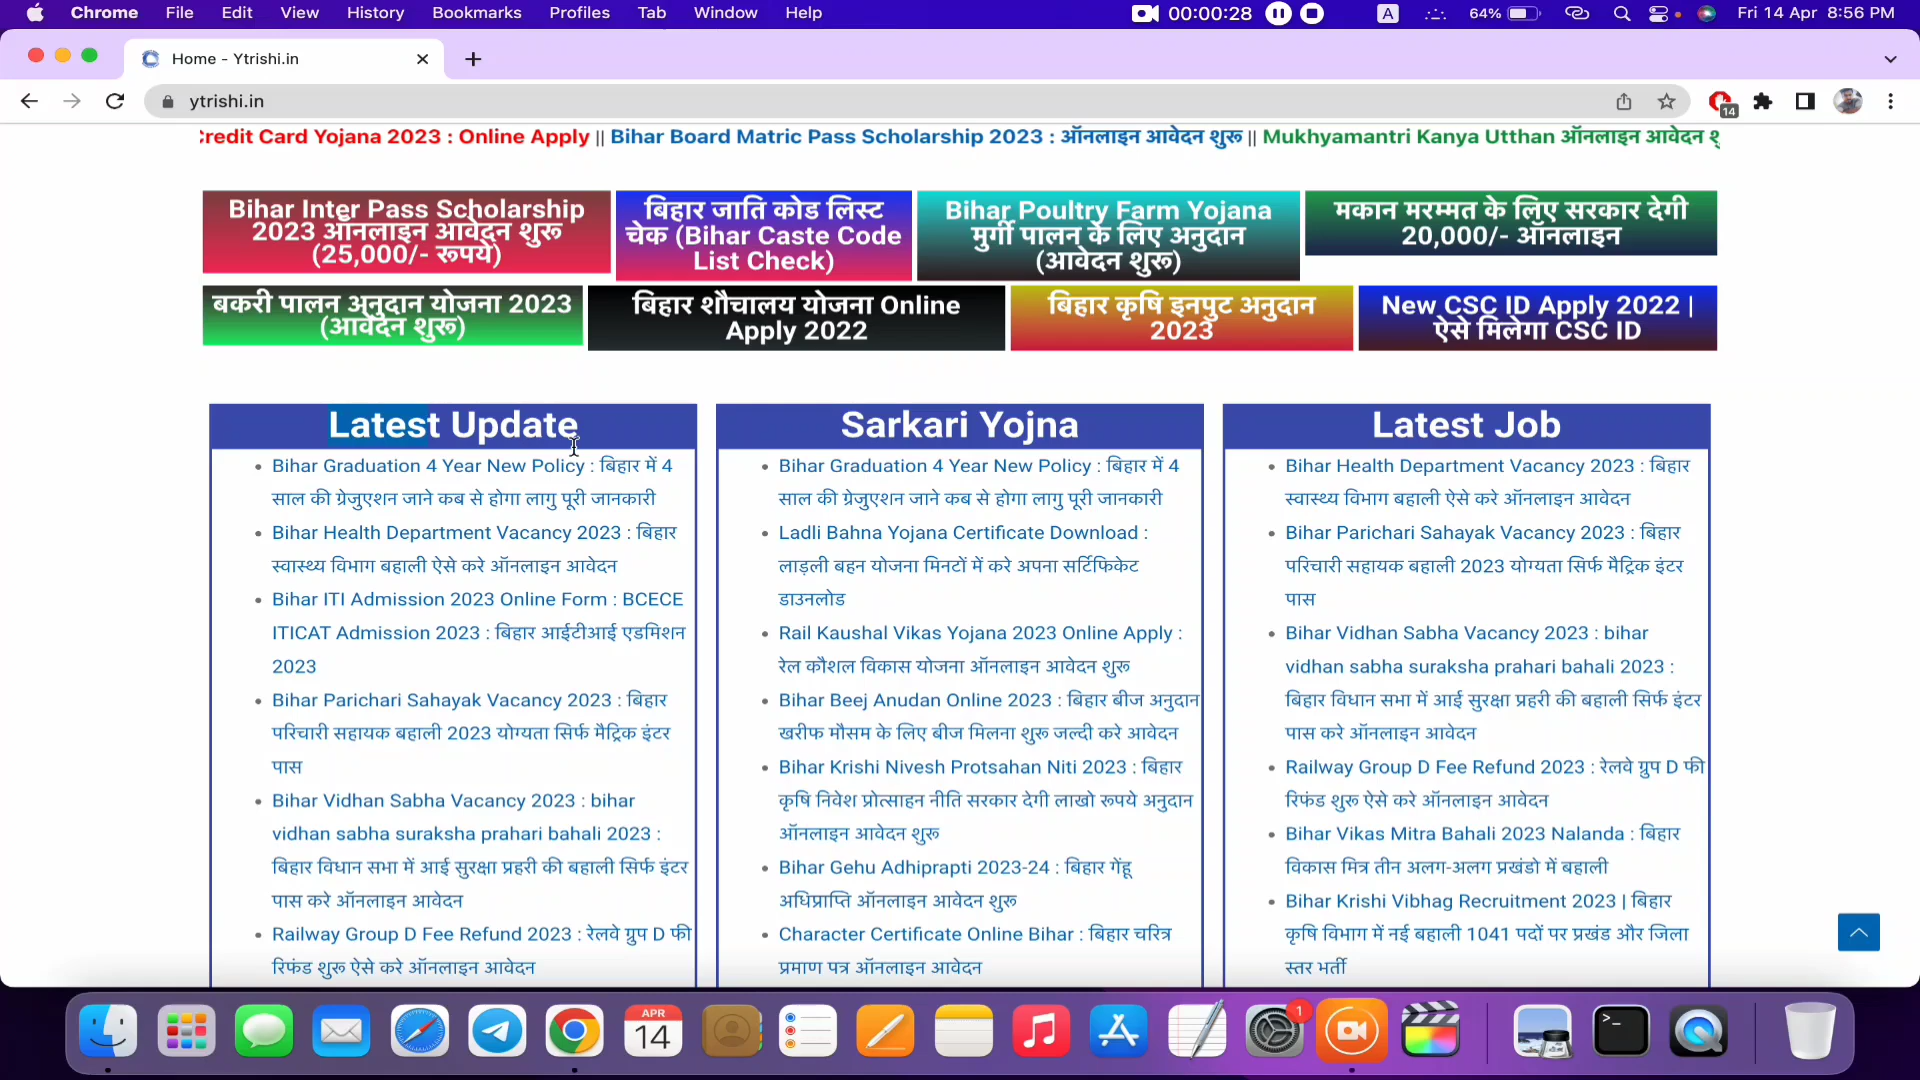 Chrome File Edit View History Bookmarks Profiles Tab Window Help 00:00:28 A 64% Fri 14 Apr 8:56 PM
Home - Ytrishi.in
ytrishi.in
14
Credit Card Yojana 2023 : Online Apply || Bihar Board Matric Pass Scholarship 2023 : ऑनलाइन आवेदन शुरू || Mukhyamantri Kanya Utthan ऑनलाइन आवेदन
Bihar Inter Pass Scholarship
2023 ऑनलाइन आवेदन शुरू
(25,000/- रूपये)
बिहार जाति कोड लिस्ट
चेक (Bihar Caste Code
List Check)
Bihar Poultry Farm Yojana
मुर्गी पालन के लिए अनुदान
(आवेदन शुरू)
मकान मरम्मत के लिए सरकार देगी
20,000/- ऑनलाइन
बकरी पालन अनुदान योजना 2023
(आवेदन शुरू)
बिहार शौचालय योजना Online
Apply 2022
बिहार कृषि इनपुट अनुदान
2023
New CSC ID Apply 2022 |
ऐसे मिलेगा CSC ID
Latest Update
Bihar Graduation 4 Year New Policy : बिहार में 4
साल की ग्रेजुएशन जाने कब से होगा लागु पूरी जानकारी
Bihar Health Department Vacancy 2023 : बिहार
स्वास्थ्य विभाग बहाली ऐसे करे ऑनलाइन आवेदन
Bihar ITI Admission 2023 Online Form : BCECE
ITICAT Admission 2023 : बिहार आईटीआई एडमिशन
2023
Bihar Parichari Sahayak Vacancy 2023 : बिहार
परिचारी सहायक बहाली 2023 योग्यता सिर्फ मैट्रिक इंटर
पास
Bihar Vidhan Sabha Vacancy 2023 : bihar
vidhan sabha suraksha prahari bahali 2023 :
बिहार विधान सभा में आई सुरक्षा प्रहरी की बहाली सिर्फ इंटर
पास करे ऑनलाइन आवेदन
Railway Group D Fee Refund 2023 : रेलवे ग्रुप D फी
रिफंड शुरू ऐसे करे ऑनलाइन आवेदन
Sarkari Yojna
Bihar Graduation 4 Year New Policy : बिहार में 4
साल की ग्रेजुएशन जाने कब से होगा लागु पूरी जानकारी
Ladli Bahna Yojana Certificate Download :
लाड़ली बहन योजना मिनटों में करे अपना सर्टिफिकेट
डाउनलोड
Rail Kaushal Vikas Yojana 2023 Online Apply :
रेल कौशल विकास योजना ऑनलाइन आवेदन शुरू
Bihar Beej Anudan Online 2023 : बिहार बीज अनुदान
खरीफ मौसम के लिए बीज मिलना शुरू जल्दी करे आवेदन
Bihar Krishi Nivesh Protsahan Niti 2023 : बिहार
कृषि निवेश प्रोत्साहन नीति सरकार देगी लाखो रूपये अनुदान
ऑनलाइन आवेदन शुरू
Bihar Gehu Adhiprapti 2023-24 : बिहार गेंहू
अधिप्राप्ति ऑनलाइन आवेदन शुरू
Character Certificate Online Bihar : बिहार चरित्र
प्रमाण पत्र ऑनलाइन आवेदन
Latest Job
Bihar Health Department Vacancy 2023 : बिहार
स्वास्थ्य विभाग बहाली ऐसे करे ऑनलाइन आवेदन
Bihar Parichari Sahayak Vacancy 2023 : बिहार
परिचारी सहायक बहाली 2023 योग्यता सिर्फ मैट्रिक इंटर
पास
Bihar Vidhan Sabha Vacancy 2023 : bihar
vidhan sabha suraksha prahari bahali 2023 :
बिहार विधान सभा में आई सुरक्षा प्रहरी की बहाली सिर्फ इंटर
पास करे ऑनलाइन आवेदन
Railway Group D Fee Refund 2023 : रेलवे ग्रुप D फी
रिफंड शुरू ऐसे करे ऑनलाइन आवेदन
Bihar Vikas Mitra Bahali 2023 Nalanda : बिहार
विकास मित्र तीन अलग-अलग प्रखंडो में बहाली
Bihar Krishi Vibhag Recruitment 2023 | बिहार
कृषि विभाग में नई बहाली 1041 पदों पर प्रखंड और जिला
स्तर भर्ती
APR
14
1